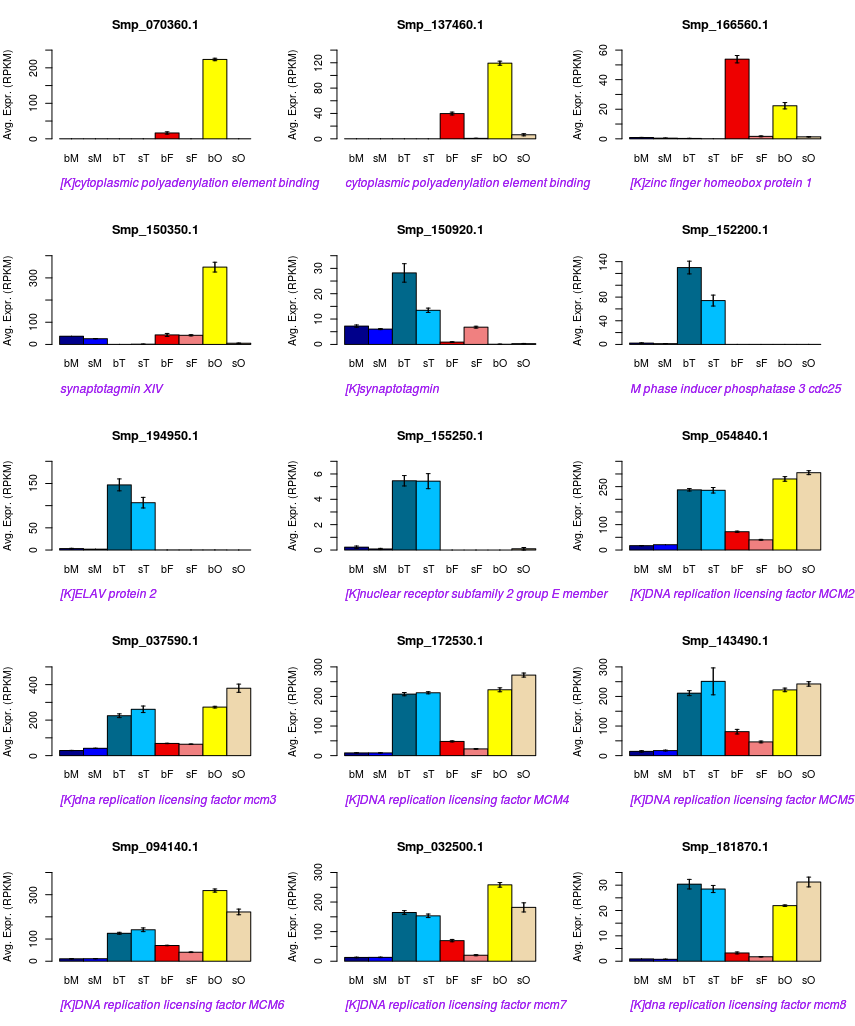 Smp_070360.1 Smp_137460.1 Smp_166560.1
Avg. Expr. (RPKM) 0 100 200 Avg. Expr. (RPKM) 0 40 80 120 Avg. Expr. (RPKM) 0 20 40 60
bM sM bT sT bF sF bO sO bM sM bT sT bF sF bO sO bM sM bT sT bF sF bO sO
[K]cytoplasmic polyadenylation element binding cytoplasmic polyadenylation element binding [K]zinc finger homeobox protein 1
Smp_150350.1 Smp_150920.1 Smp_152200.1
Avg. Expr. (RPKM) 0 100 300 Avg. Expr. (RPKM) 0 10 20 30 Avg. Expr. (RPKM) 0 40 80 140
bM sM bT sT bF sF bO sO bM sM bT sT bF sF bO sO bM sM bT sT bF sF bO sO
synaptotagmin XIV [K]synaptotagmin M phase inducer phosphatase 3 cdc25
Smp_194950.1 Smp_155250.1 Smp_054840.1
Avg. Expr. (RPKM) 0 50 150 Avg. Expr. (RPKM) 0 2 4 6 Avg. Expr. (RPKM) 0 100 250
bM sM bT sT bF sF bO sO bM sM bT sT bF sF bO sO bM sM bT sT bF sF bO sO
[K]ELAV protein 2 [K]nuclear receptor subfamily 2 group E member [K]DNA replication licensing factor MCM2
Smp_037590.1 Smp_172530.1 Smp_143490.1
Avg. Expr. (RPKM) 0 200 400 Avg. Expr. (RPKM) 0 100 200 300 Avg. Expr. (RPKM) 0 100 200 300
bM sM bT sT bF sF bO sO bM sM bT sT bF sF bO sO bM sM bT sT bF sF bO sO
[K]dna replication licensing factor mcm3 [K]DNA replication licensing factor MCM4 [K]DNA replication licensing factor MCM5
Smp_094140.1 Smp_032500.1 Smp_181870.1
Avg. Expr. (RPKM) 0 100 300 Avg. Expr. (RPKM) 0 100 200 300 Avg. Expr. (RPKM) 0 10 20 30
bM sM bT sT bF sF bO sO bM sM bT sT bF sF bO sO bM sM bT sT bF sF bO sO
[K]DNA replication licensing factor MCM6 [K]DNA replication licensing factor mcm7 [K]dna replication licensing factor mcm8